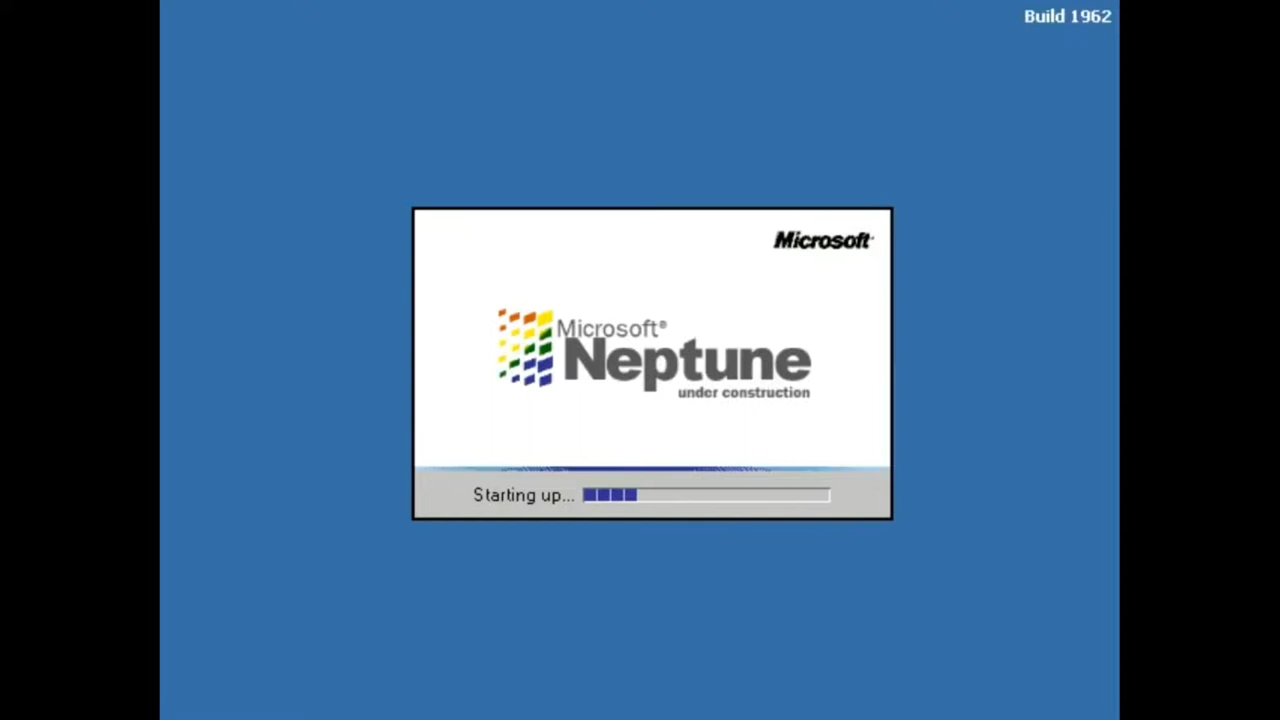 Build 1962
Microsoft
Microsoft®
Neptune
under construction
Starting up...